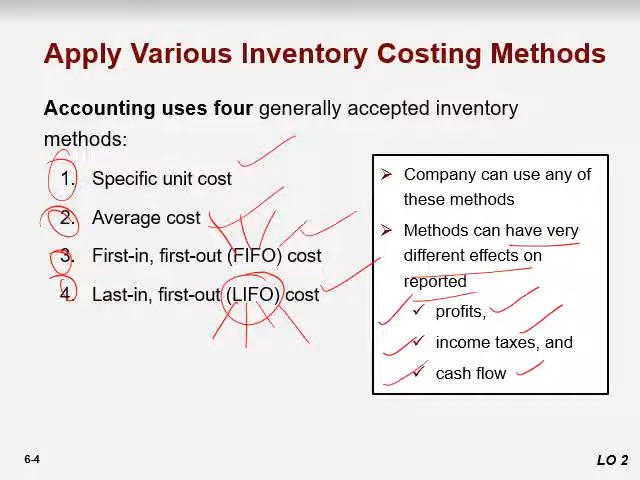 Apply Various Inventory Costing Methods
Accounting uses four generally accepted inventory
methods:
1. Specific unit cost
2. Average cost
3. First-in, first-out (FIFO) cost
4. Last-in, first-out (LIFO) cost
Company can use any of
these methods
Methods can have very
different effects on
reported
profits,
income taxes, and
cash flow
6-4
LO 2